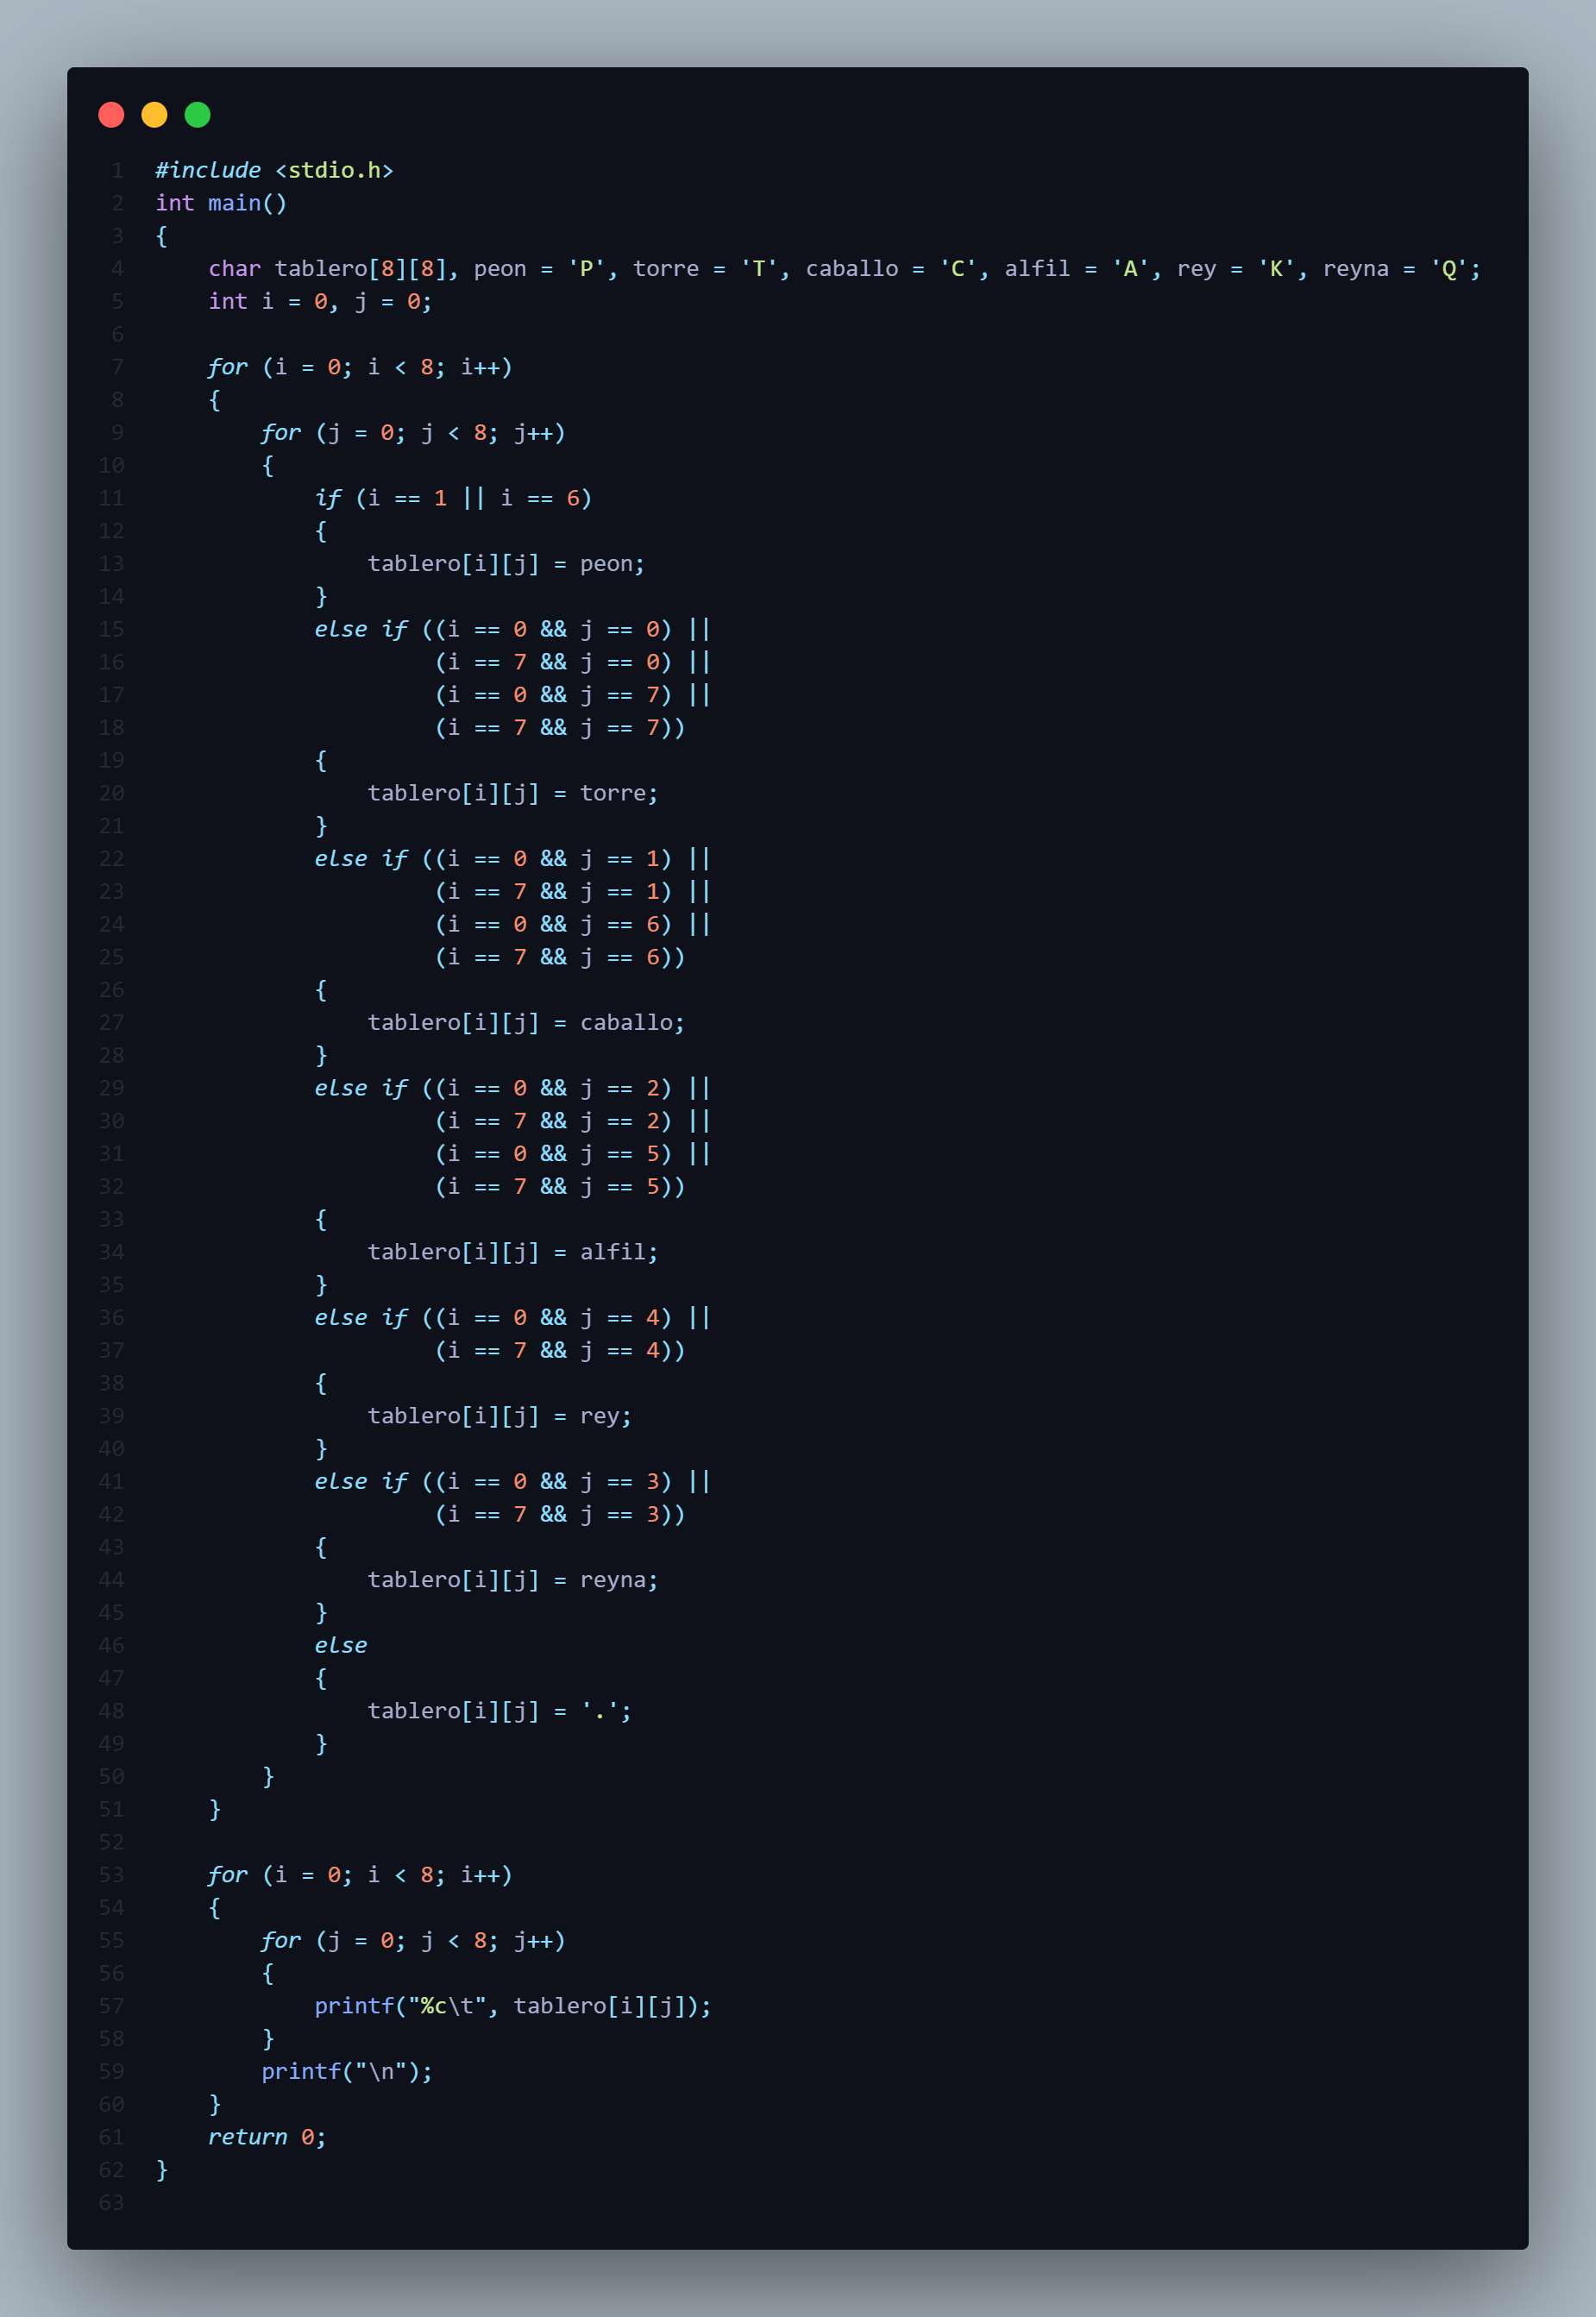 1 #include <stdio.h>
2 int main()
3 {
4     char tablero[8][8], peon = 'P', torre = 'T', caballo = 'C', alfil = 'A', rey = 'K', reyna = 'Q';
5     int i = 0, j = 0;
6
7     for (i = 0; i < 8; i++)
8     {
9         for (j = 0; j < 8; j++)
10         {
11             if (i == 1 || i == 6)
12             {
13                 tablero[i][j] = peon;
14             }
15             else if ((i == 0 && j == 0) ||
16                      (i == 7 && j == 0) ||
17                      (i == 0 && j == 7) ||
18                      (i == 7 && j == 7))
19             {
20                 tablero[i][j] = torre;
21             }
22             else if ((i == 0 && j == 1) ||
23                      (i == 7 && j == 1) ||
24                      (i == 0 && j == 6) ||
25                      (i == 7 && j == 6))
26             {
27                 tablero[i][j] = caballo;
28             }
29             else if ((i == 0 && j == 2) ||
30                      (i == 7 && j == 2) ||
31                      (i == 0 && j == 5) ||
32                      (i == 7 && j == 5))
33             {
34                 tablero[i][j] = alfil;
35             }
36             else if ((i == 0 && j == 4) ||
37                      (i == 7 && j == 4))
38             {
39                 tablero[i][j] = rey;
40             }
41             else if ((i == 0 && j == 3) ||
42                      (i == 7 && j == 3))
43             {
44                 tablero[i][j] = reyna;
45             }
46             else
47             {
48                 tablero[i][j] = '.';
49             }
50         }
51     }
52
53     for (i = 0; i < 8; i++)
54     {
55         for (j = 0; j < 8; j++)
56         {
57             printf("%c\t", tablero[i][j]);
58         }
59         printf("\n");
60     }
61     return 0;
62 }
63